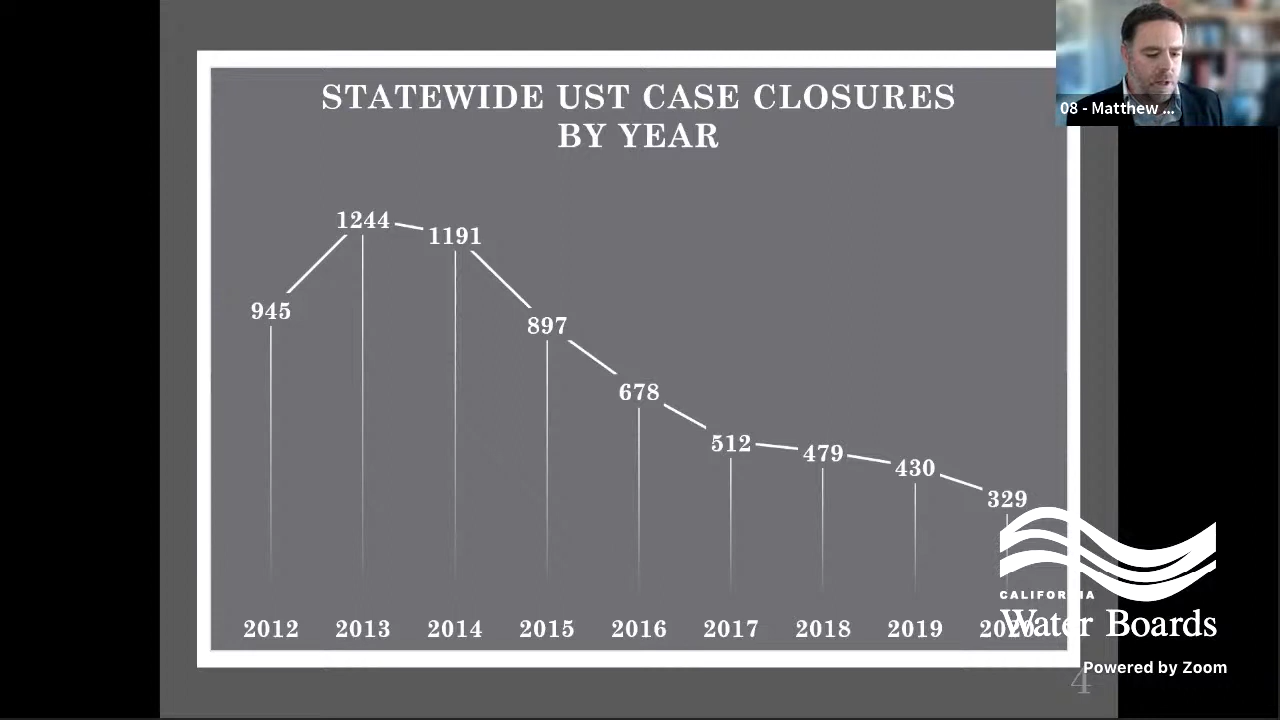 STATEWIDE UST CASE CLOSURES
BY YEAR
08 - Matthew ...
1244
1191
945
897
678
512
479
430
329
2012 2013 2014 2015 2016 2017 2018 2019 2020
CALIFORNIA
Water Boards
Powered by Zoom
4